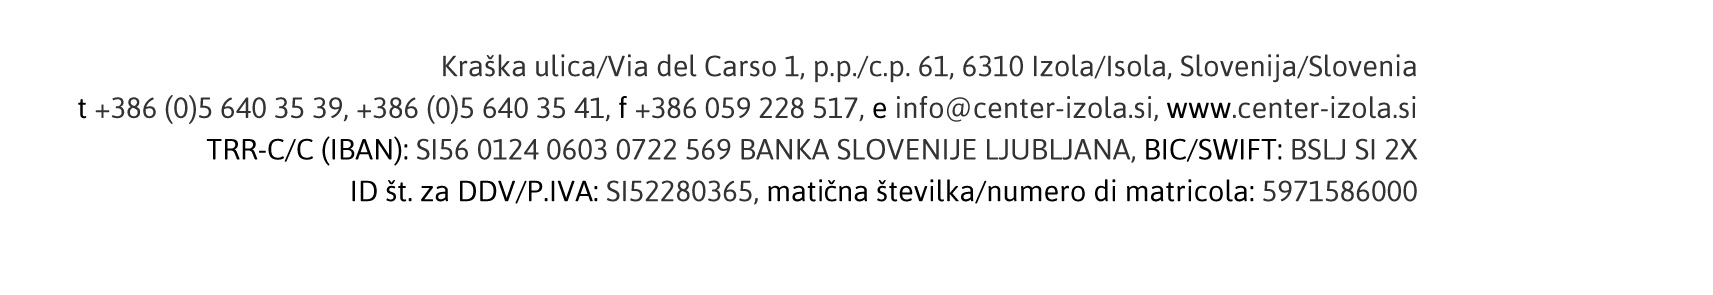 Kraška ulica/Via del Carso 1, p.p./c.p. 61, 6310 Izola/Isola, Slovenija/Slovenia
t +386 (0)5 640 35 39, +386 (0)5 640 35 41, f +386 059 228 517, e info@center-izola.si, www.center-izola.si
TRR-C/C (IBAN): SI56 0124 0603 0722 569 BANKA SLOVENIJE LJUBLJANA, BIC/SWIFT: BSLJ SI 2X
ID št. za DDV/P.IVA: SI52280365, matična številka/numero di matricola: 5971586000